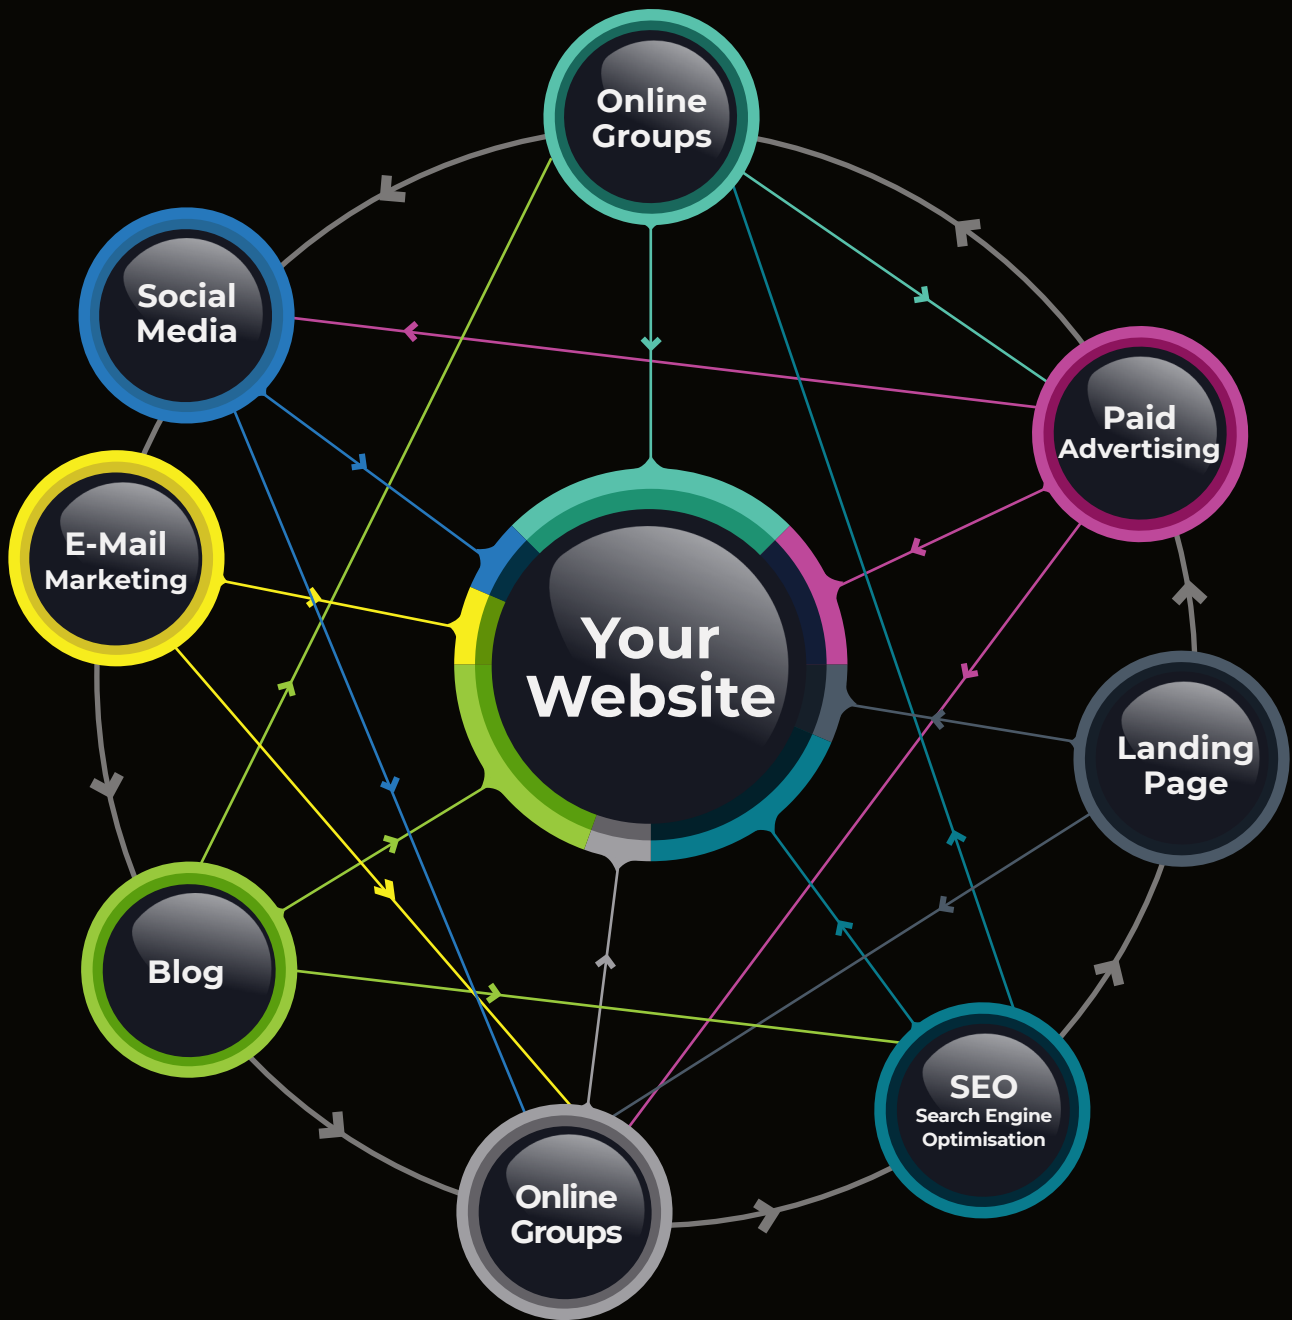 Online
Groups
Social
Media
Paid
Advertising
E-Mail
Marketing
Your
Website
Landing
Page
Blog
SEO
Search Engine
Optimisation
Online
Groups